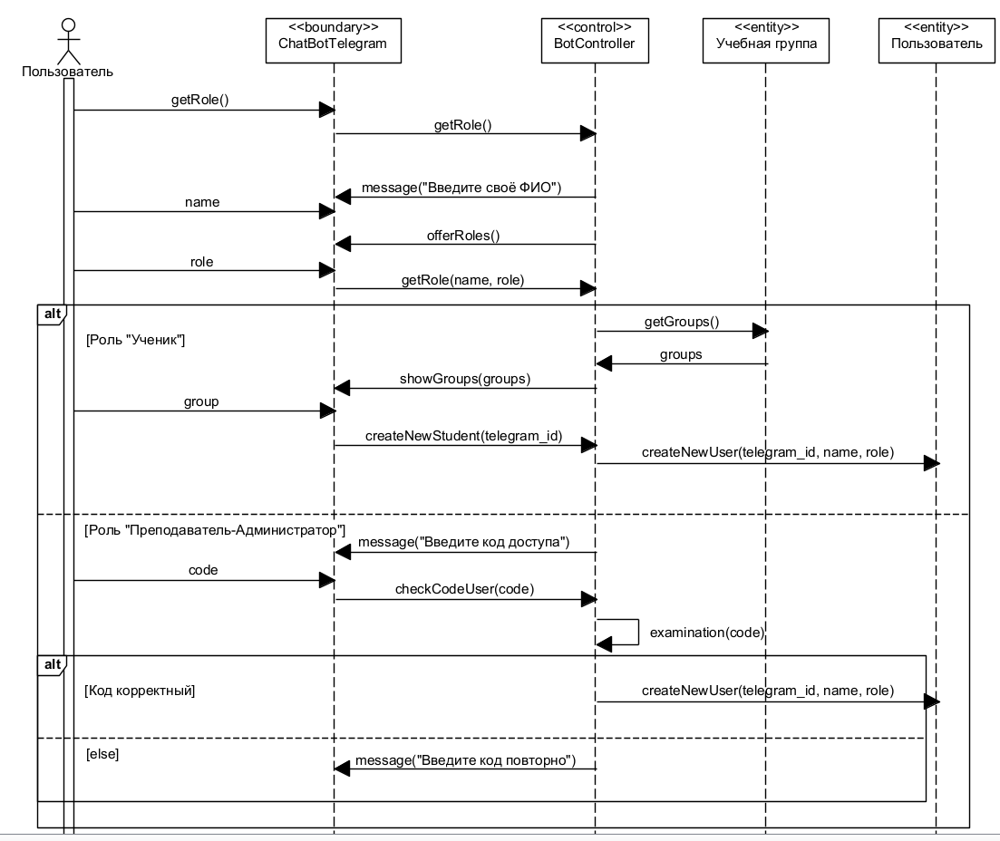 <<boundary>>
ChatBotTelegram
<<control>>
BotController
<<entity>>
Учебная группа
<<entity>>
Пользователь
Пользователь
getRole()
getRole()
message("Введите своё ФИО")
name
offerRoles()
role
getRole(name, role)
alt
[Роль "Ученик"]
getGroups()
groups
showGroups(groups)
group
createNewStudent(telegram_id)
createNewUser(telegram_id, name, role)
[Роль "Преподаватель-Администратор"]
message("Введите код доступа")
code
checkCodeUser(code)
examination(code)
alt
[Код корректный]
createNewUser(telegram_id, name, role)
[else]
message("Введите код повторно")